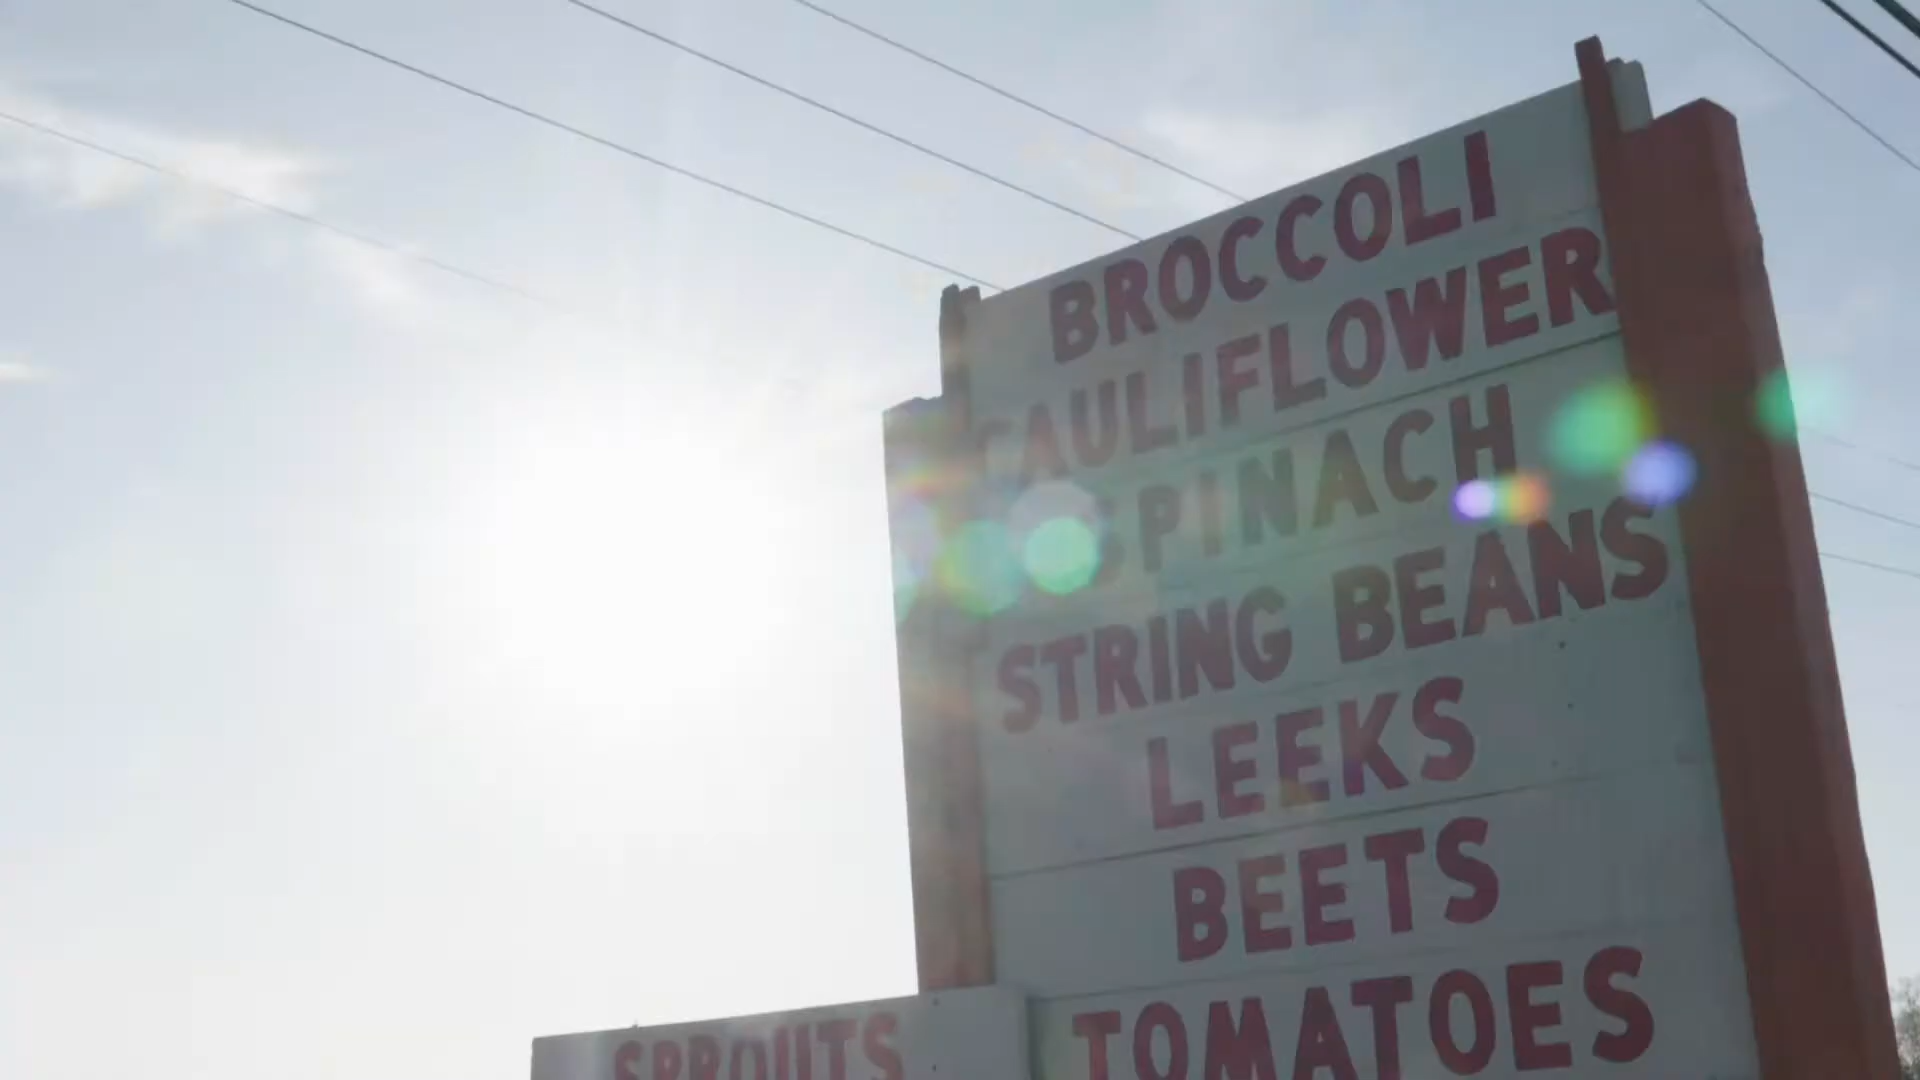 BROCCOLI
CAULIFLOWER
SPINACH
STRING BEANS
LEEKS
BEETS
TOMATOES
SPROUTS